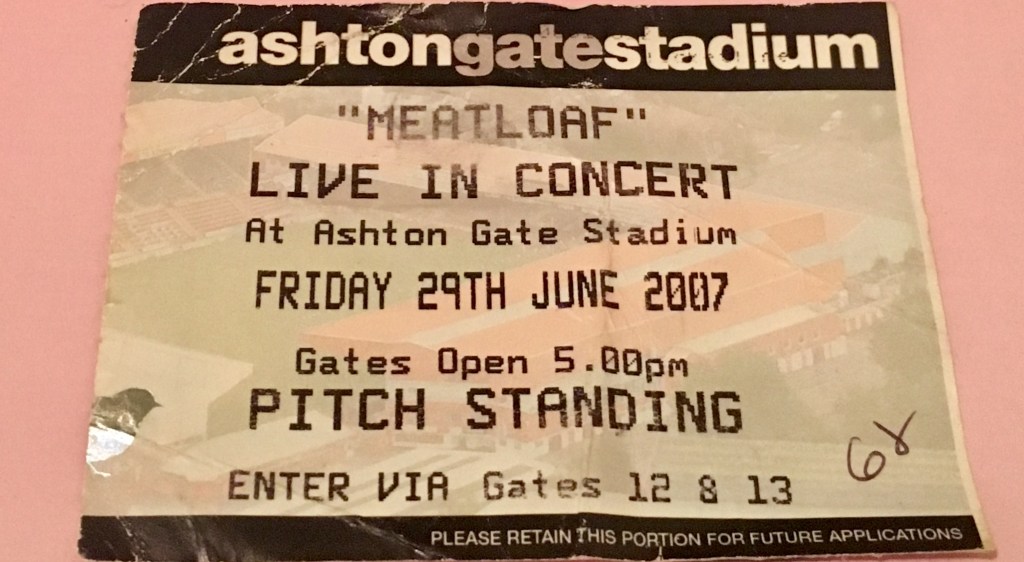 ashtongatestadium
"MEATLOAF"
LIVE IN CONCERT
At Ashton Gate Stadium
FRIDAY 29TH JUNE 2007
Gates Open 5.00pm
PITCH STANDING
ENTER VIA Gates 12 & 13
PLEASE RETAIN THIS PORTION FOR FUTURE APPLICATIONS